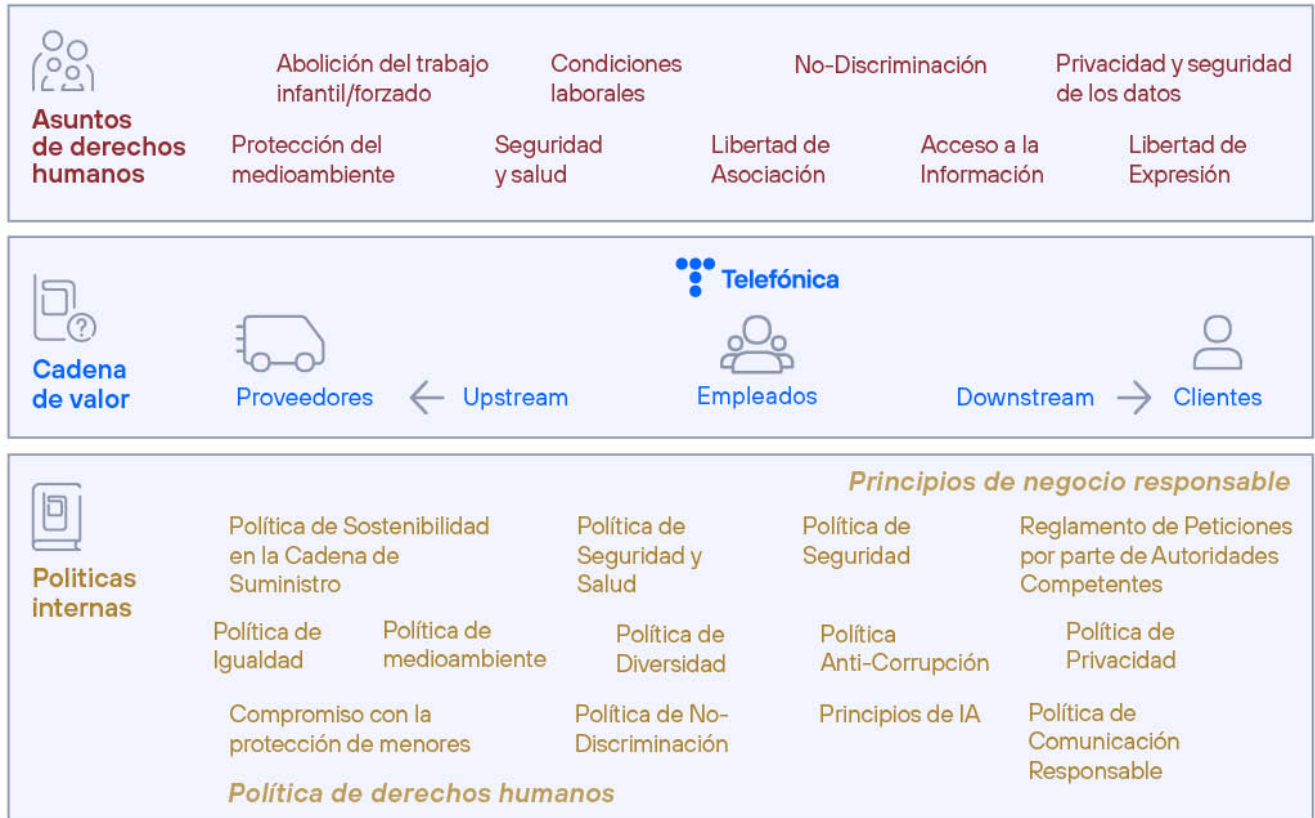 Asuntos
de derechos
humanos
Abolición del trabajo
infantil/forzado
Condiciones
laborales
No-Discriminación
Privacidad y seguridad
de los datos
Protección del
medioambiente
Seguridad
y salud
Libertad de
Asociación
Acceso a la
Información
Libertad de
Expresión
Cadena
de valor
Telefónica
Proveedores
Upstream
Empleados
Downstream
Clientes
Politicas
internas
Principios de negocio responsable
Política de Sostenibilidad
en la Cadena de
Suministro
Política de
Seguridad y
Salud
Política de
Seguridad
Reglamento de Peticiones
por parte de Autoridades
Competentes
Política de
Igualdad
Política de
medioambiente
Política de
Diversidad
Política
Anti-Corrupción
Política de
Privacidad
Compromiso con la
protección de menores
Política de No-
Discriminación
Principios de IA
Política de
Comunicación
Responsable
Política de derechos humanos